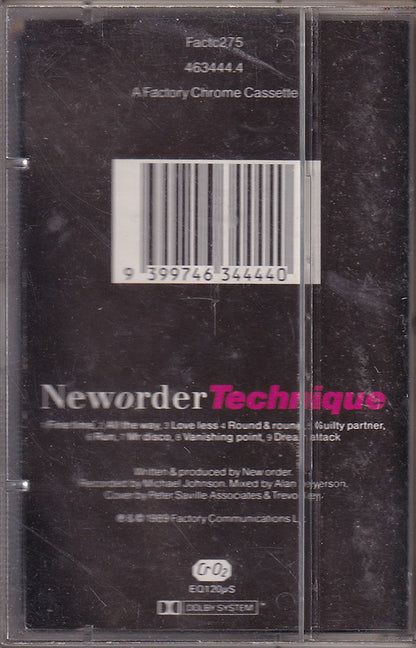 Factc275
463444.4
A Factory Chrome Cassette
9 399746 344440
Neworder Technique
1 Fine time, 2 All the way, 3 Love less 4 Round & round, 5 Guilty partner,
6 Run, 7 Mr disco, 8 Vanishing point, 9 Dream attack
Written & produced by New order.
Recorded by Michael Johnson. Mixed by Alan Meyerson.
Cover by Peter Saville Associates & Trevor Key.
℗ & © 1989 Factory Communications
CrO2
EQ120µS
DOLBY SYSTEM